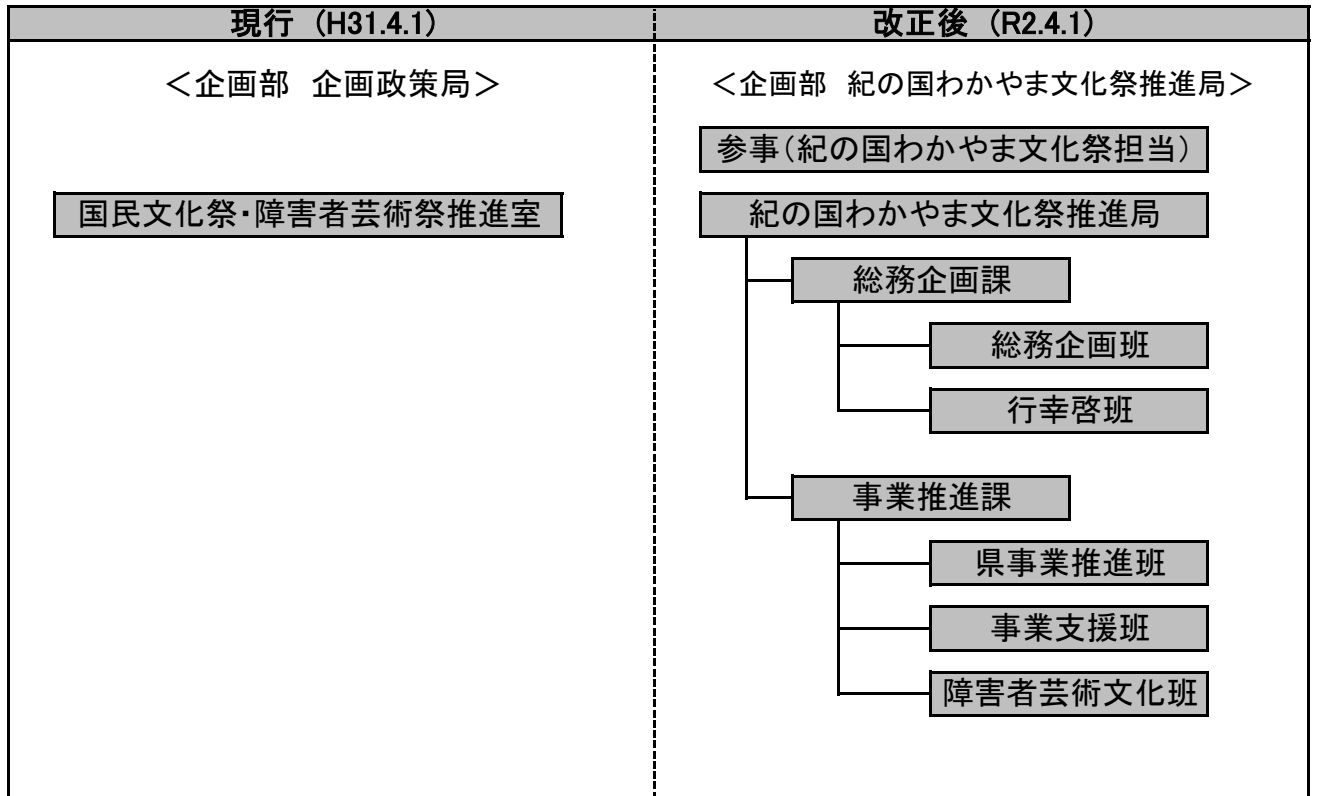 現行 (H31.4.1)
改正後 (R2.4.1)
＜企画部 企画政策局＞
国民文化祭・障害者芸術祭推進室
＜企画部 紀の国わかやま文化祭推進局＞
参事(紀の国わかやま文化祭担当)
紀の国わかやま文化祭推進局
総務企画課
総務企画班
行幸啓班
事業推進課
県事業推進班
事業支援班
障害者芸術文化班